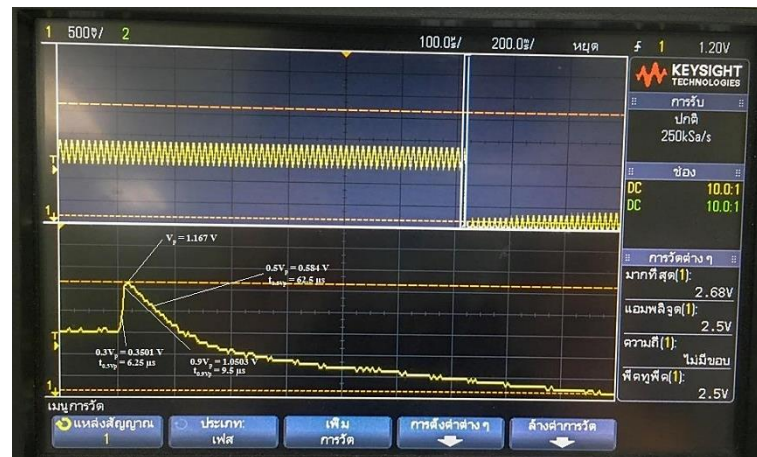 1 500⩗/ 2 100.0㎳/ 200.0㎲/ หยุด ⨍ 1 1.20V
KEYSIGHT
TECHNOLOGIES
การรับ
ปกติ
250kSa/s
ช่อง
DC 10.0:1
DC 10.0:1
การวัดต่าง ๆ
มากที่สุด(1):
2.68V
แอมพลิจูด(1):
2.5V
ความถี่(1):
ไม่มีขอบ
พีคทูพีค(1):
2.5V
T
1
Vp = 1.167 V
0.5Vp = 0.584 V
t0.5Vp = 62.5 µs
0.3Vp = 0.3501 V
t0.3Vp = 6.25 µs
0.9Vp = 1.0503 V
t0.9Vp = 9.5 µs
T
1
เมนูการวัด
แหล่งสัญญาณ
1
ประเภท:
เฟส
เพิ่ม
การวัด
การตั้งค่าต่าง ๆ
ล้างค่าการวัด